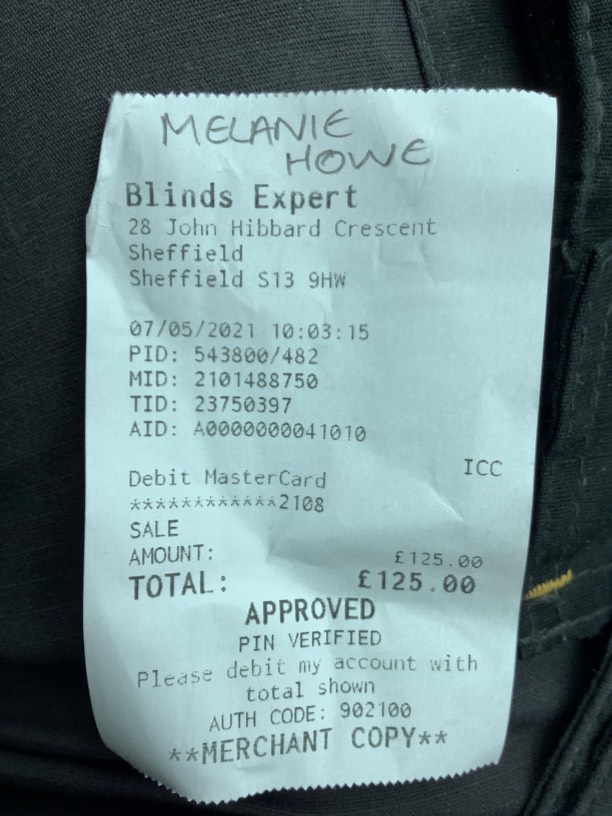 MELANIE
HOWE
Blinds Expert
28 John Hibbard Crescent
Sheffield
Sheffield S13 9HW
07/05/2021 10:03:15
PID: 543800/482
MID: 2101488750
TID: 23750397
AID: A0000000041010
ICC
Debit MasterCard
************2108
SALE
AMOUNT: £125.00
TOTAL: £125.00
APPROVED
PIN VERIFIED
Please debit my account with
total shown
AUTH CODE: 902100
**MERCHANT COPY**